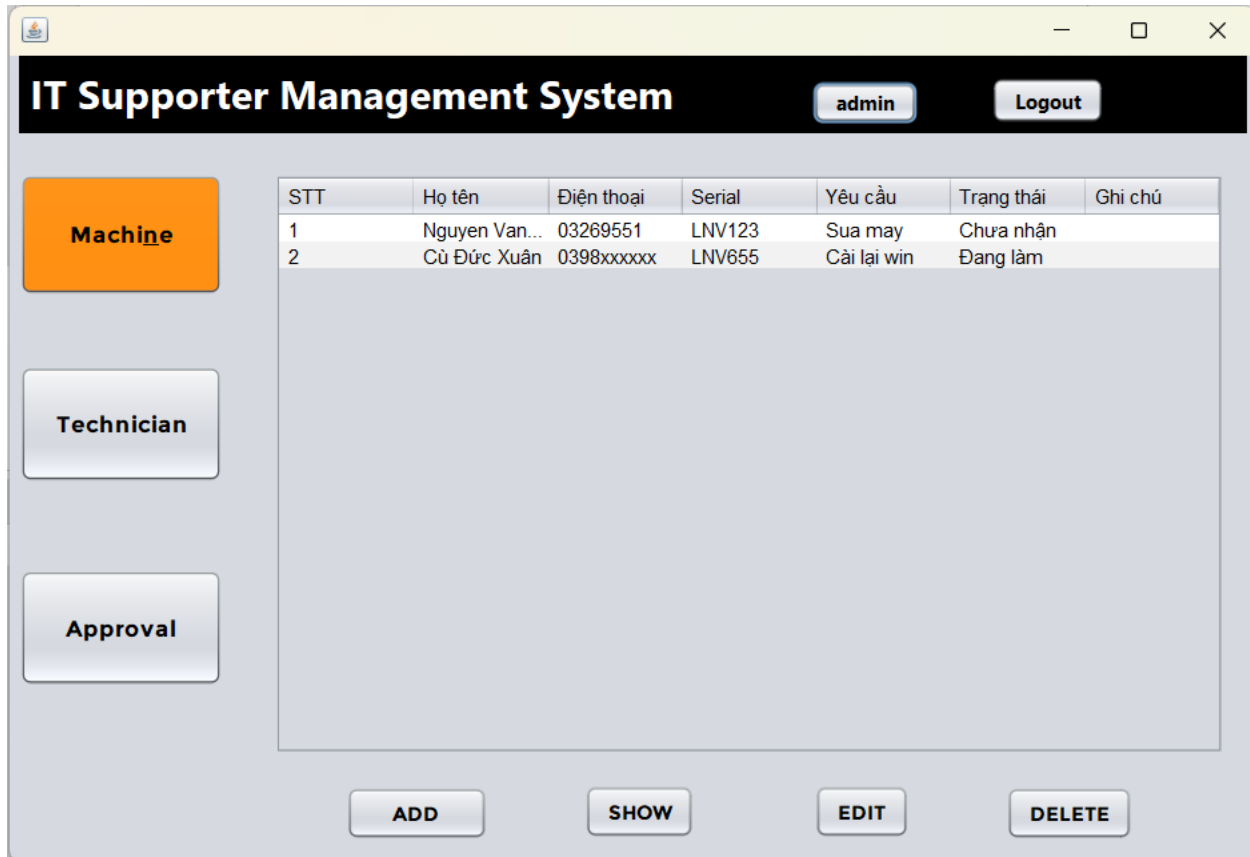 IT Supporter Management System admin Logout
Machine
Technician
Approval
STT Họ tên Điện thoại Serial Yêu cầu Trạng thái Ghi chú
1 Nguyen Van... 03269551 LNV123 Sua may Chưa nhận
2 Cù Đức Xuân 0398xxxxxx LNV655 Cài lại win Đang làm
ADD SHOW EDIT DELETE